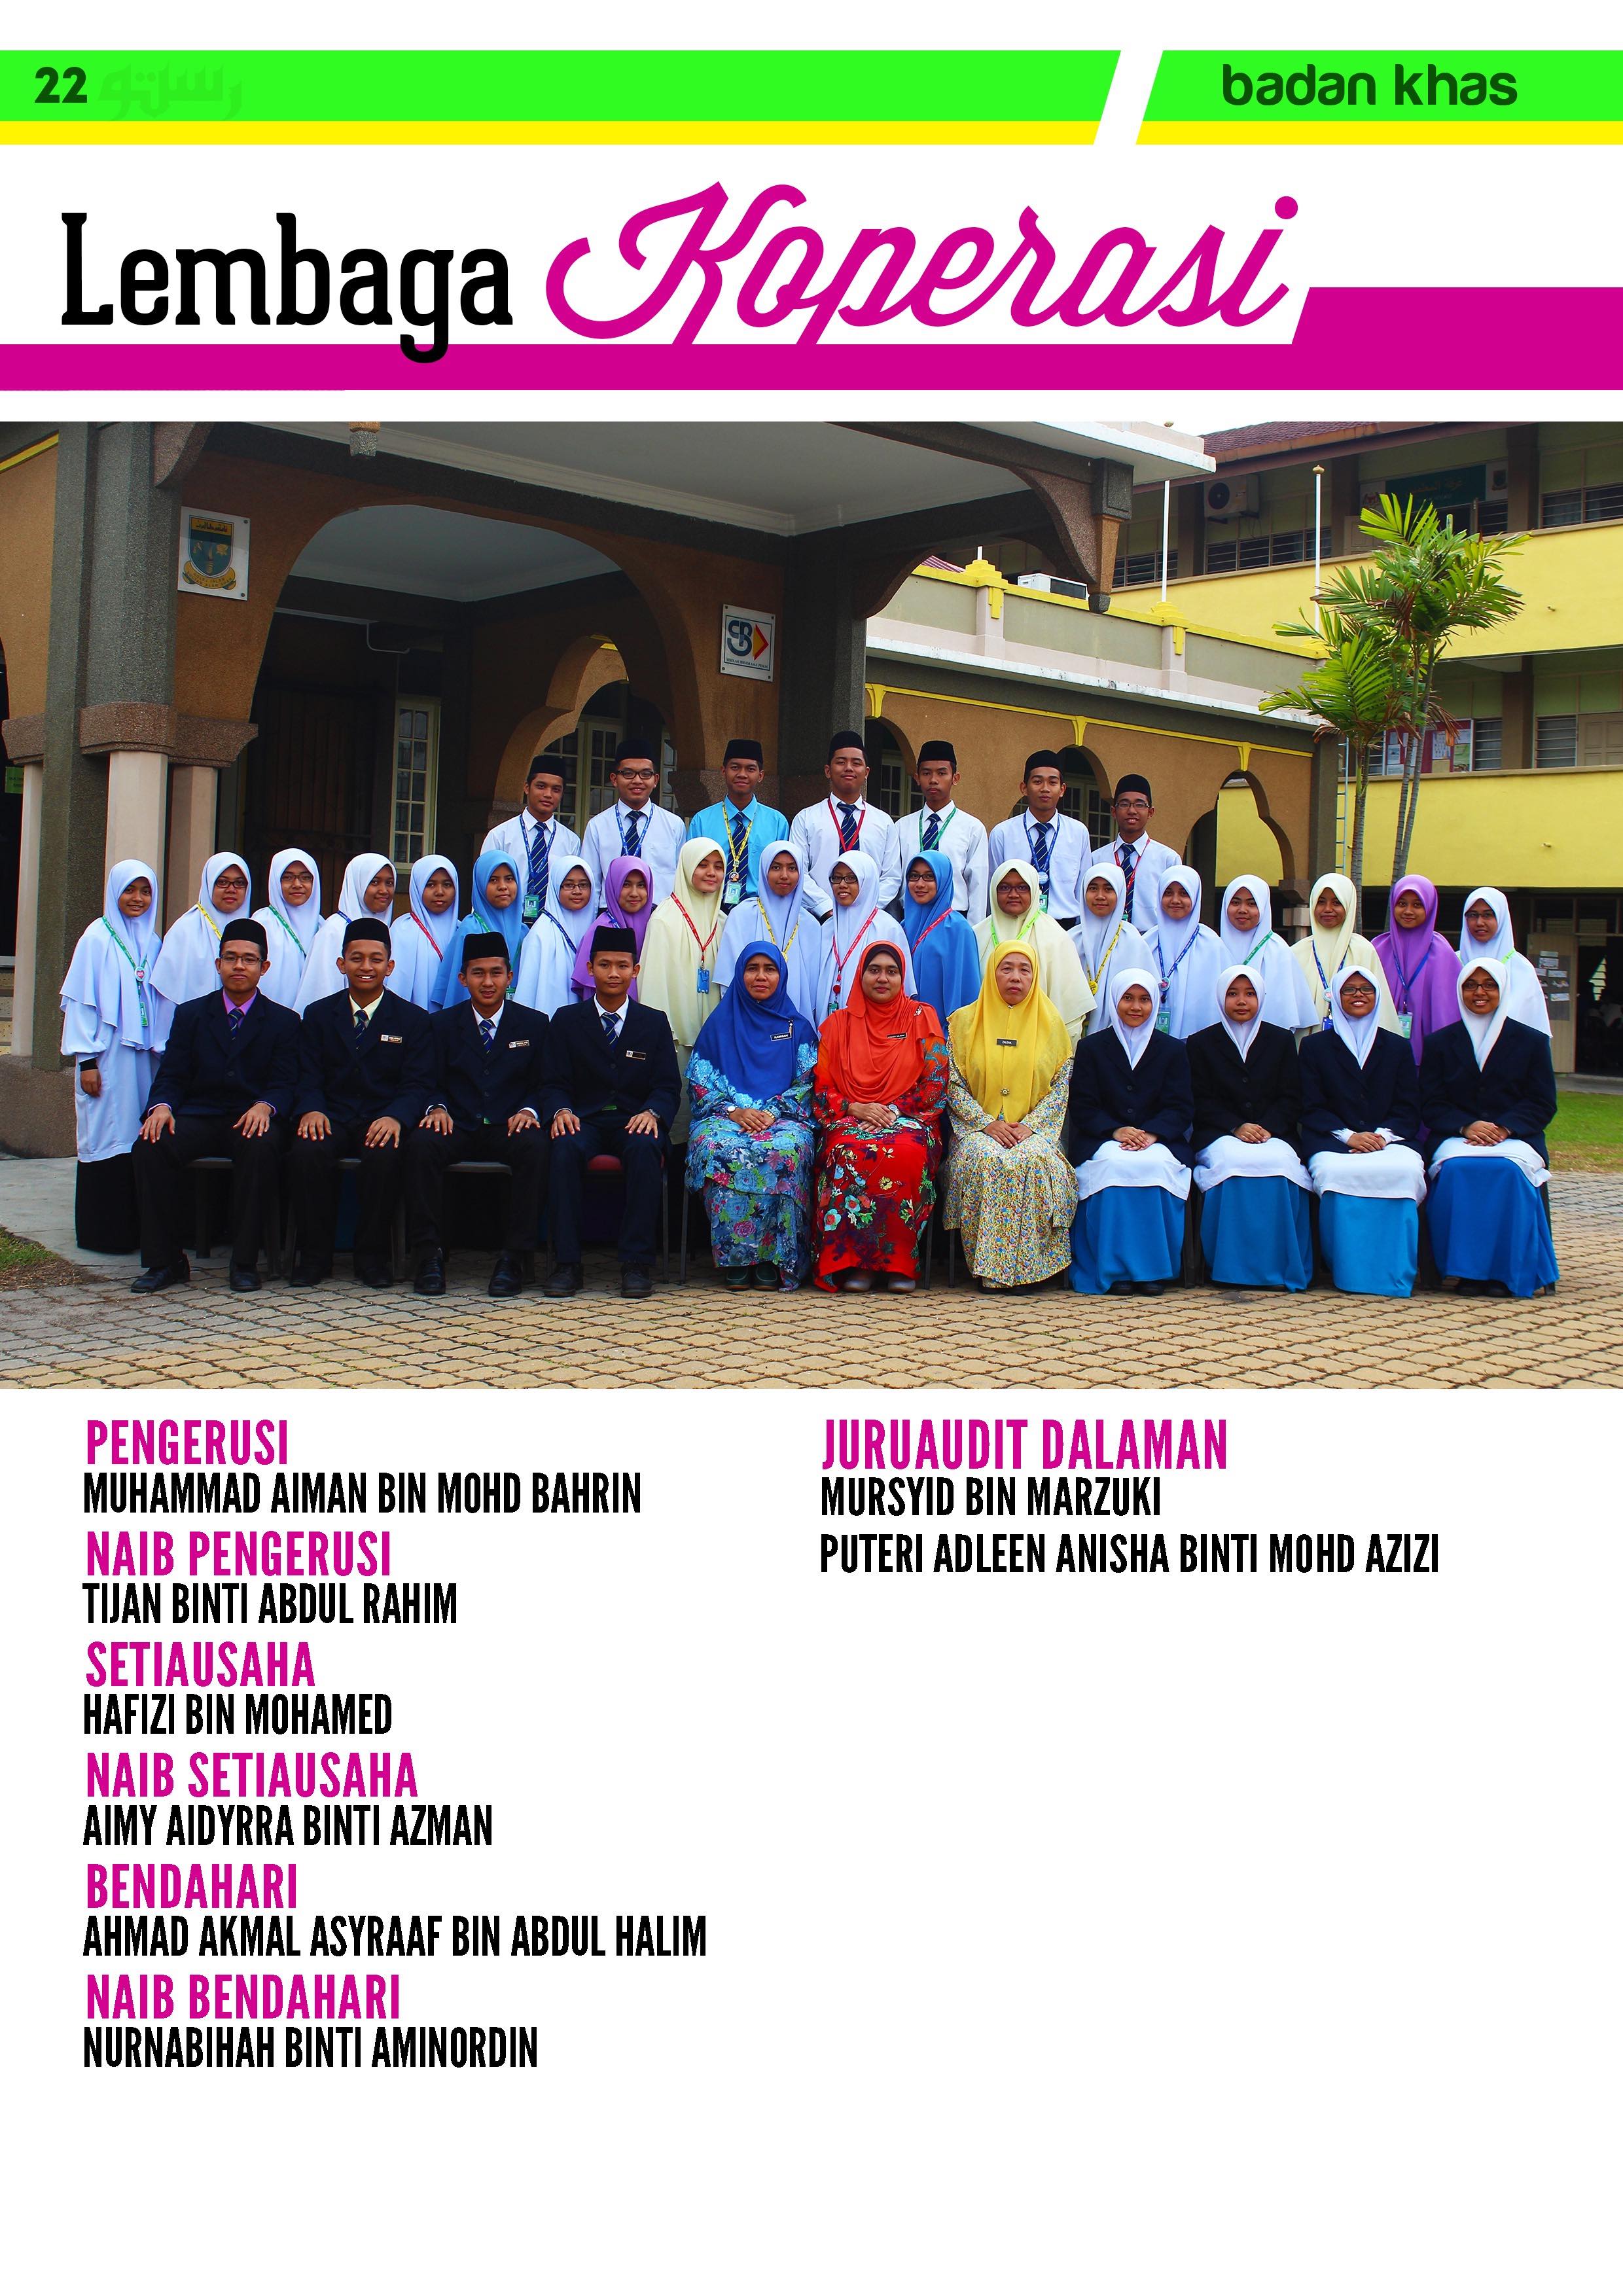 22 رستو
badan khas
Lembaga Koperasi
PENGERUSI
MUHAMMAD AIMAN BIN MOHD BAHRIN
NAIB PENGERUSI
TIJAN BINTI ABDUL RAHIM
SETIAUSAHA
HAFIZI BIN MOHAMED
NAIB SETIAUSAHA
AIMY AIDYRRA BINTI AZMAN
BENDAHARI
AHMAD AKMAL ASYRAAF BIN ABDUL HALIM
NAIB BENDAHARI
NURNABIHAH BINTI AMINORDIN
JURUAUDIT DALAMAN
MURSYID BIN MARZUKI
PUTERI ADLEEN ANISHA BINTI MOHD AZIZI